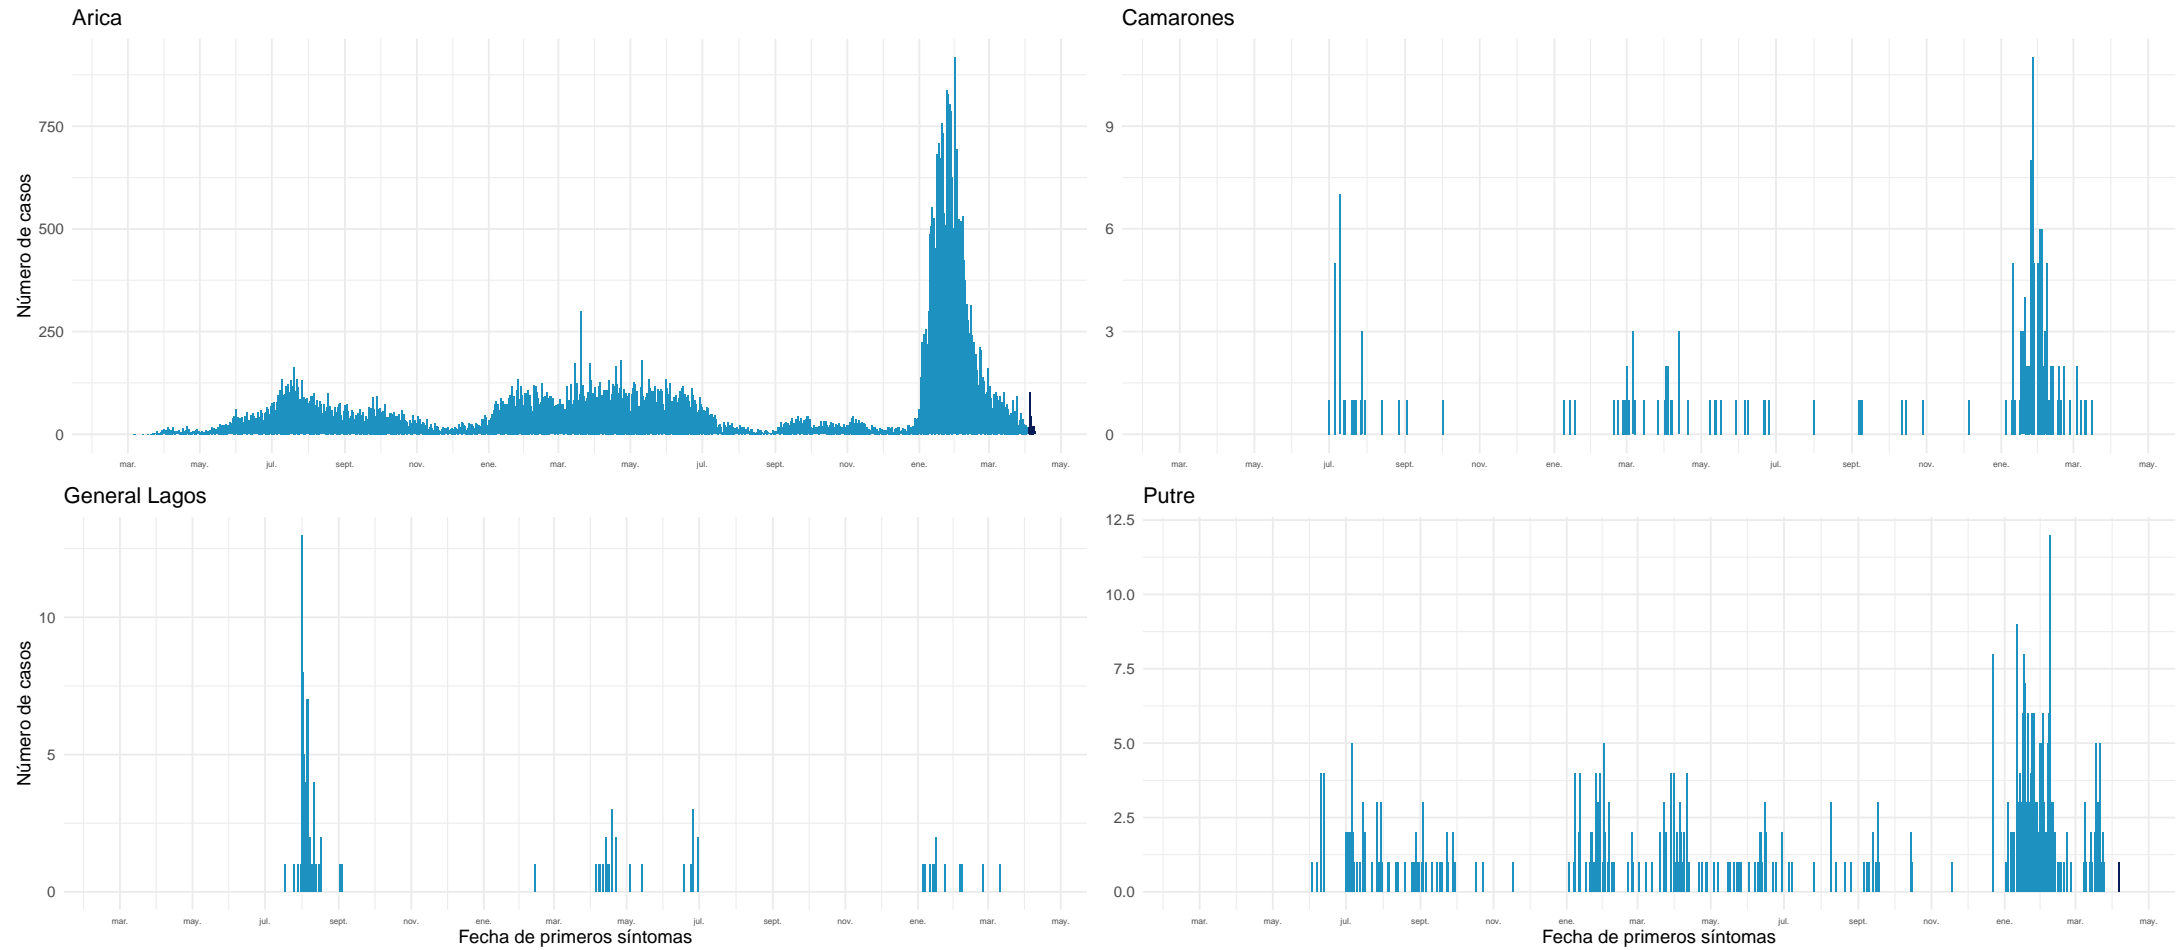 Arica
Número de casos
750
500
250
0
mar. may. jul. sept. nov. ene. mar. may. jul. sept. nov. ene. mar. may.
Camarones
9
6
3
0
mar. may. jul. sept. nov. ene. mar. may. jul. sept. nov. ene. mar. may.
General Lagos
Número de casos
10
5
0
mar. may. jul. sept. nov. ene. mar. may. jul. sept. nov. ene. mar. may.
Fecha de primeros síntomas
Putre
12.5
10.0
7.5
5.0
2.5
0.0
mar. may. jul. sept. nov. ene. mar. may. jul. sept. nov. ene. mar. may.
Fecha de primeros síntomas